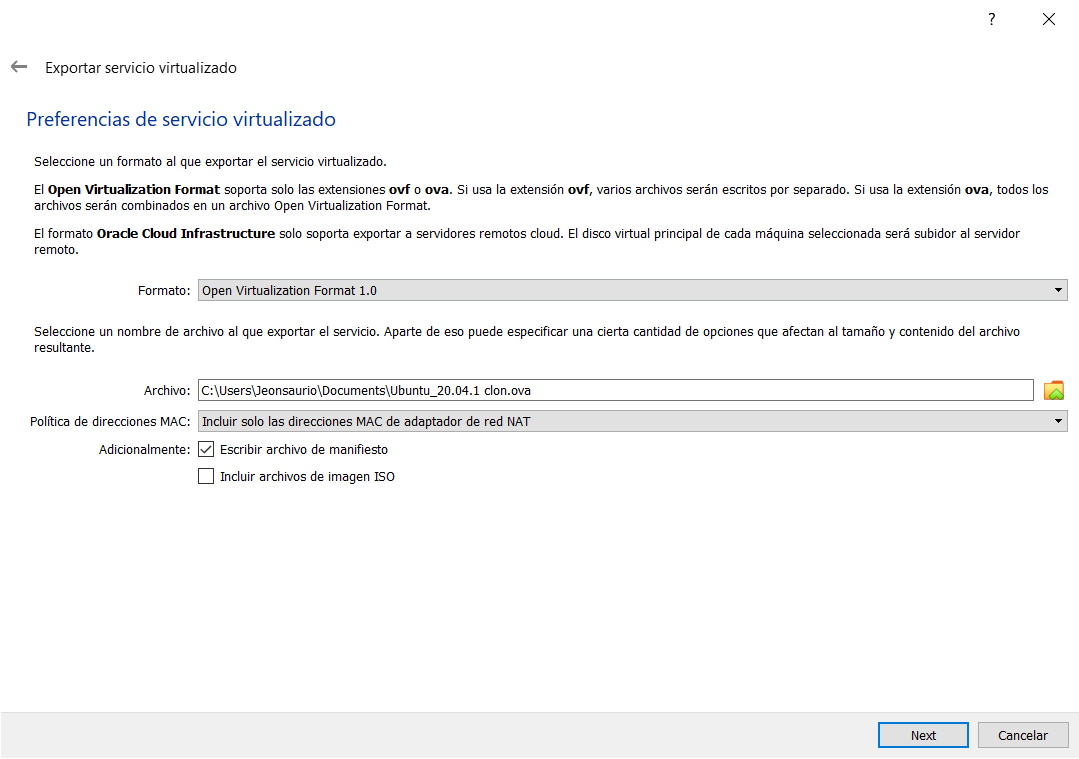 ?
Exportar servicio virtualizado
Preferencias de servicio virtualizado
Seleccione un formato al que exportar el servicio virtualizado.
El Open Virtualization Format soporta solo las extensiones ovf o ova. Si usa la extensión ovf, varios archivos serán escritos por separado. Si usa la extensión ova, todos los
archivos serán combinados en un archivo Open Virtualization Format.
El formato Oracle Cloud Infrastructure solo soporta exportar a servidores remotos cloud. El disco virtual principal de cada máquina seleccionada será subidor al servidor
remoto.
Formato: Open Virtualization Format 1.0
Seleccione un nombre de archivo al que exportar el servicio. Aparte de eso puede especificar una cierta cantidad de opciones que afectan al tamaño y contenido del archivo
resultante.
Archivo: C:\Users\Jeonsaurio\Documents\Ubuntu_20.04.1 clon.ova
Política de direcciones MAC: Incluir solo las direcciones MAC de adaptador de red NAT
Adicionalmente: Escribir archivo de manifiesto
Incluir archivos de imagen ISO
Next Cancelar